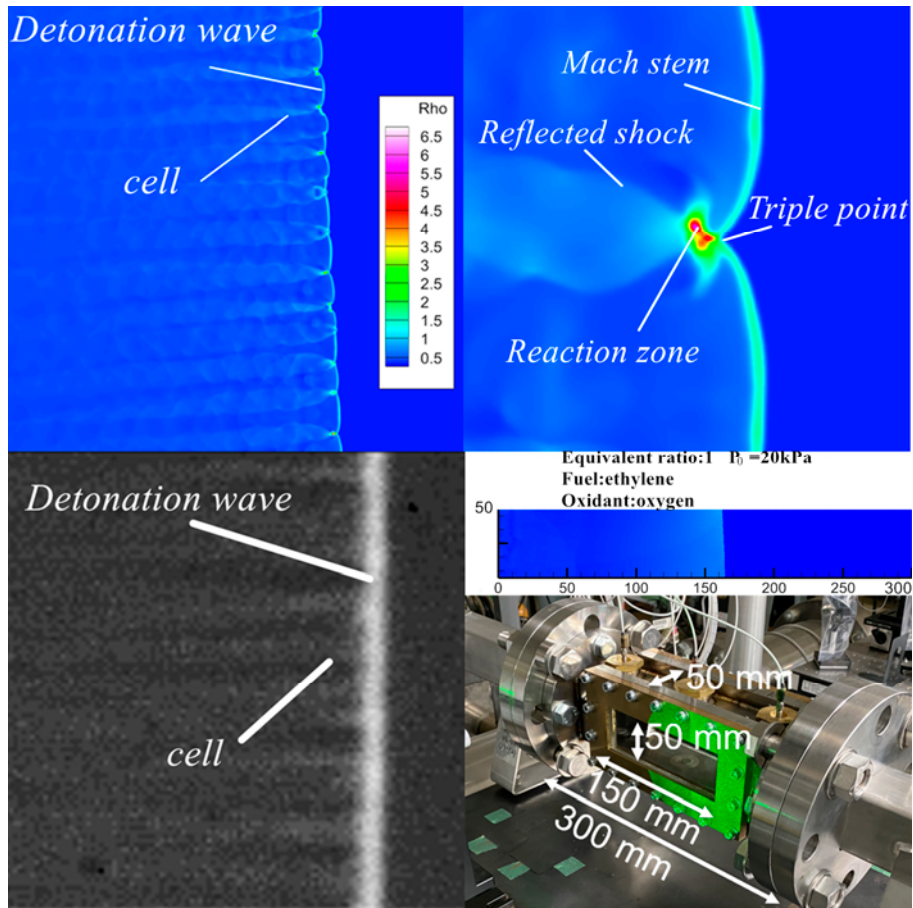 Detonation wave
cell
Rho
6.5
6
5.5
5
4.5
4
3.5
3
2.5
2
1.5
1
0.5
Mach stem
Reflected shock
Triple point
Reaction zone
Detonation wave
cell
Equivalent ratio:1 P₀=20kPa
Fuel:ethylene
Oxidant:oxygen
50
0 50 100 150 200 250 300
50 mm
50 mm
150 mm
300 mm